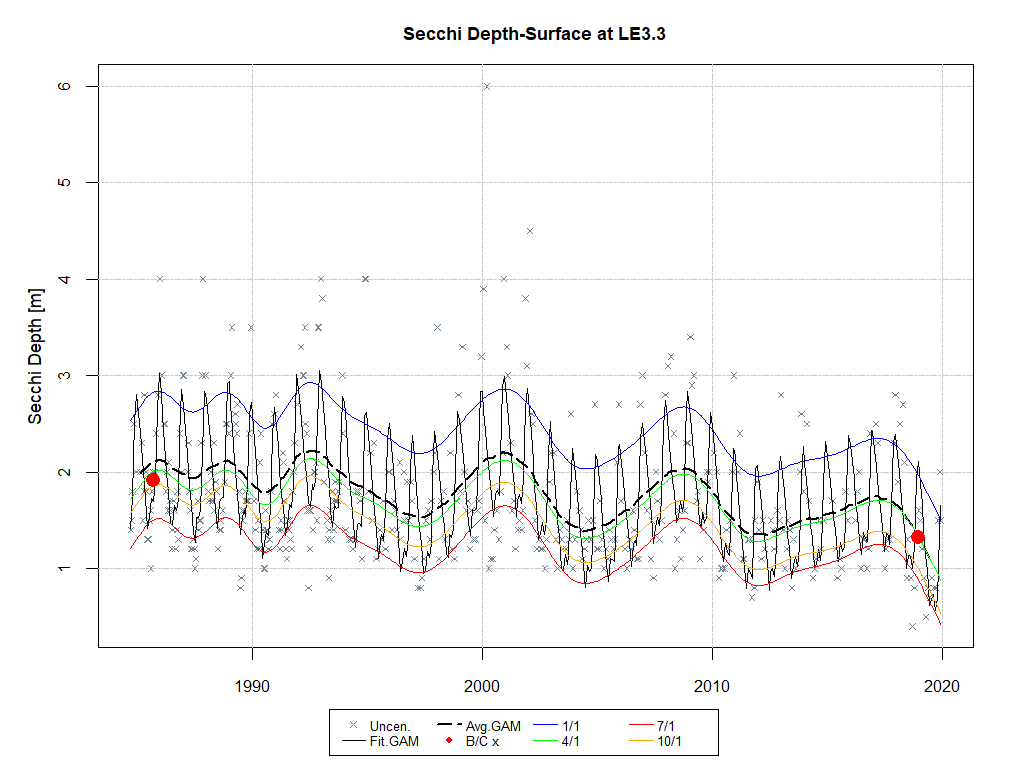 Secchi Depth-Surface at LE3.3
Secchi Depth [m]
6
5
4
3
2
1
1990 2000 2010 2020
Uncen. Avg.GAM 1/1 7/1
Fit.GAM B/C x 4/1 10/1